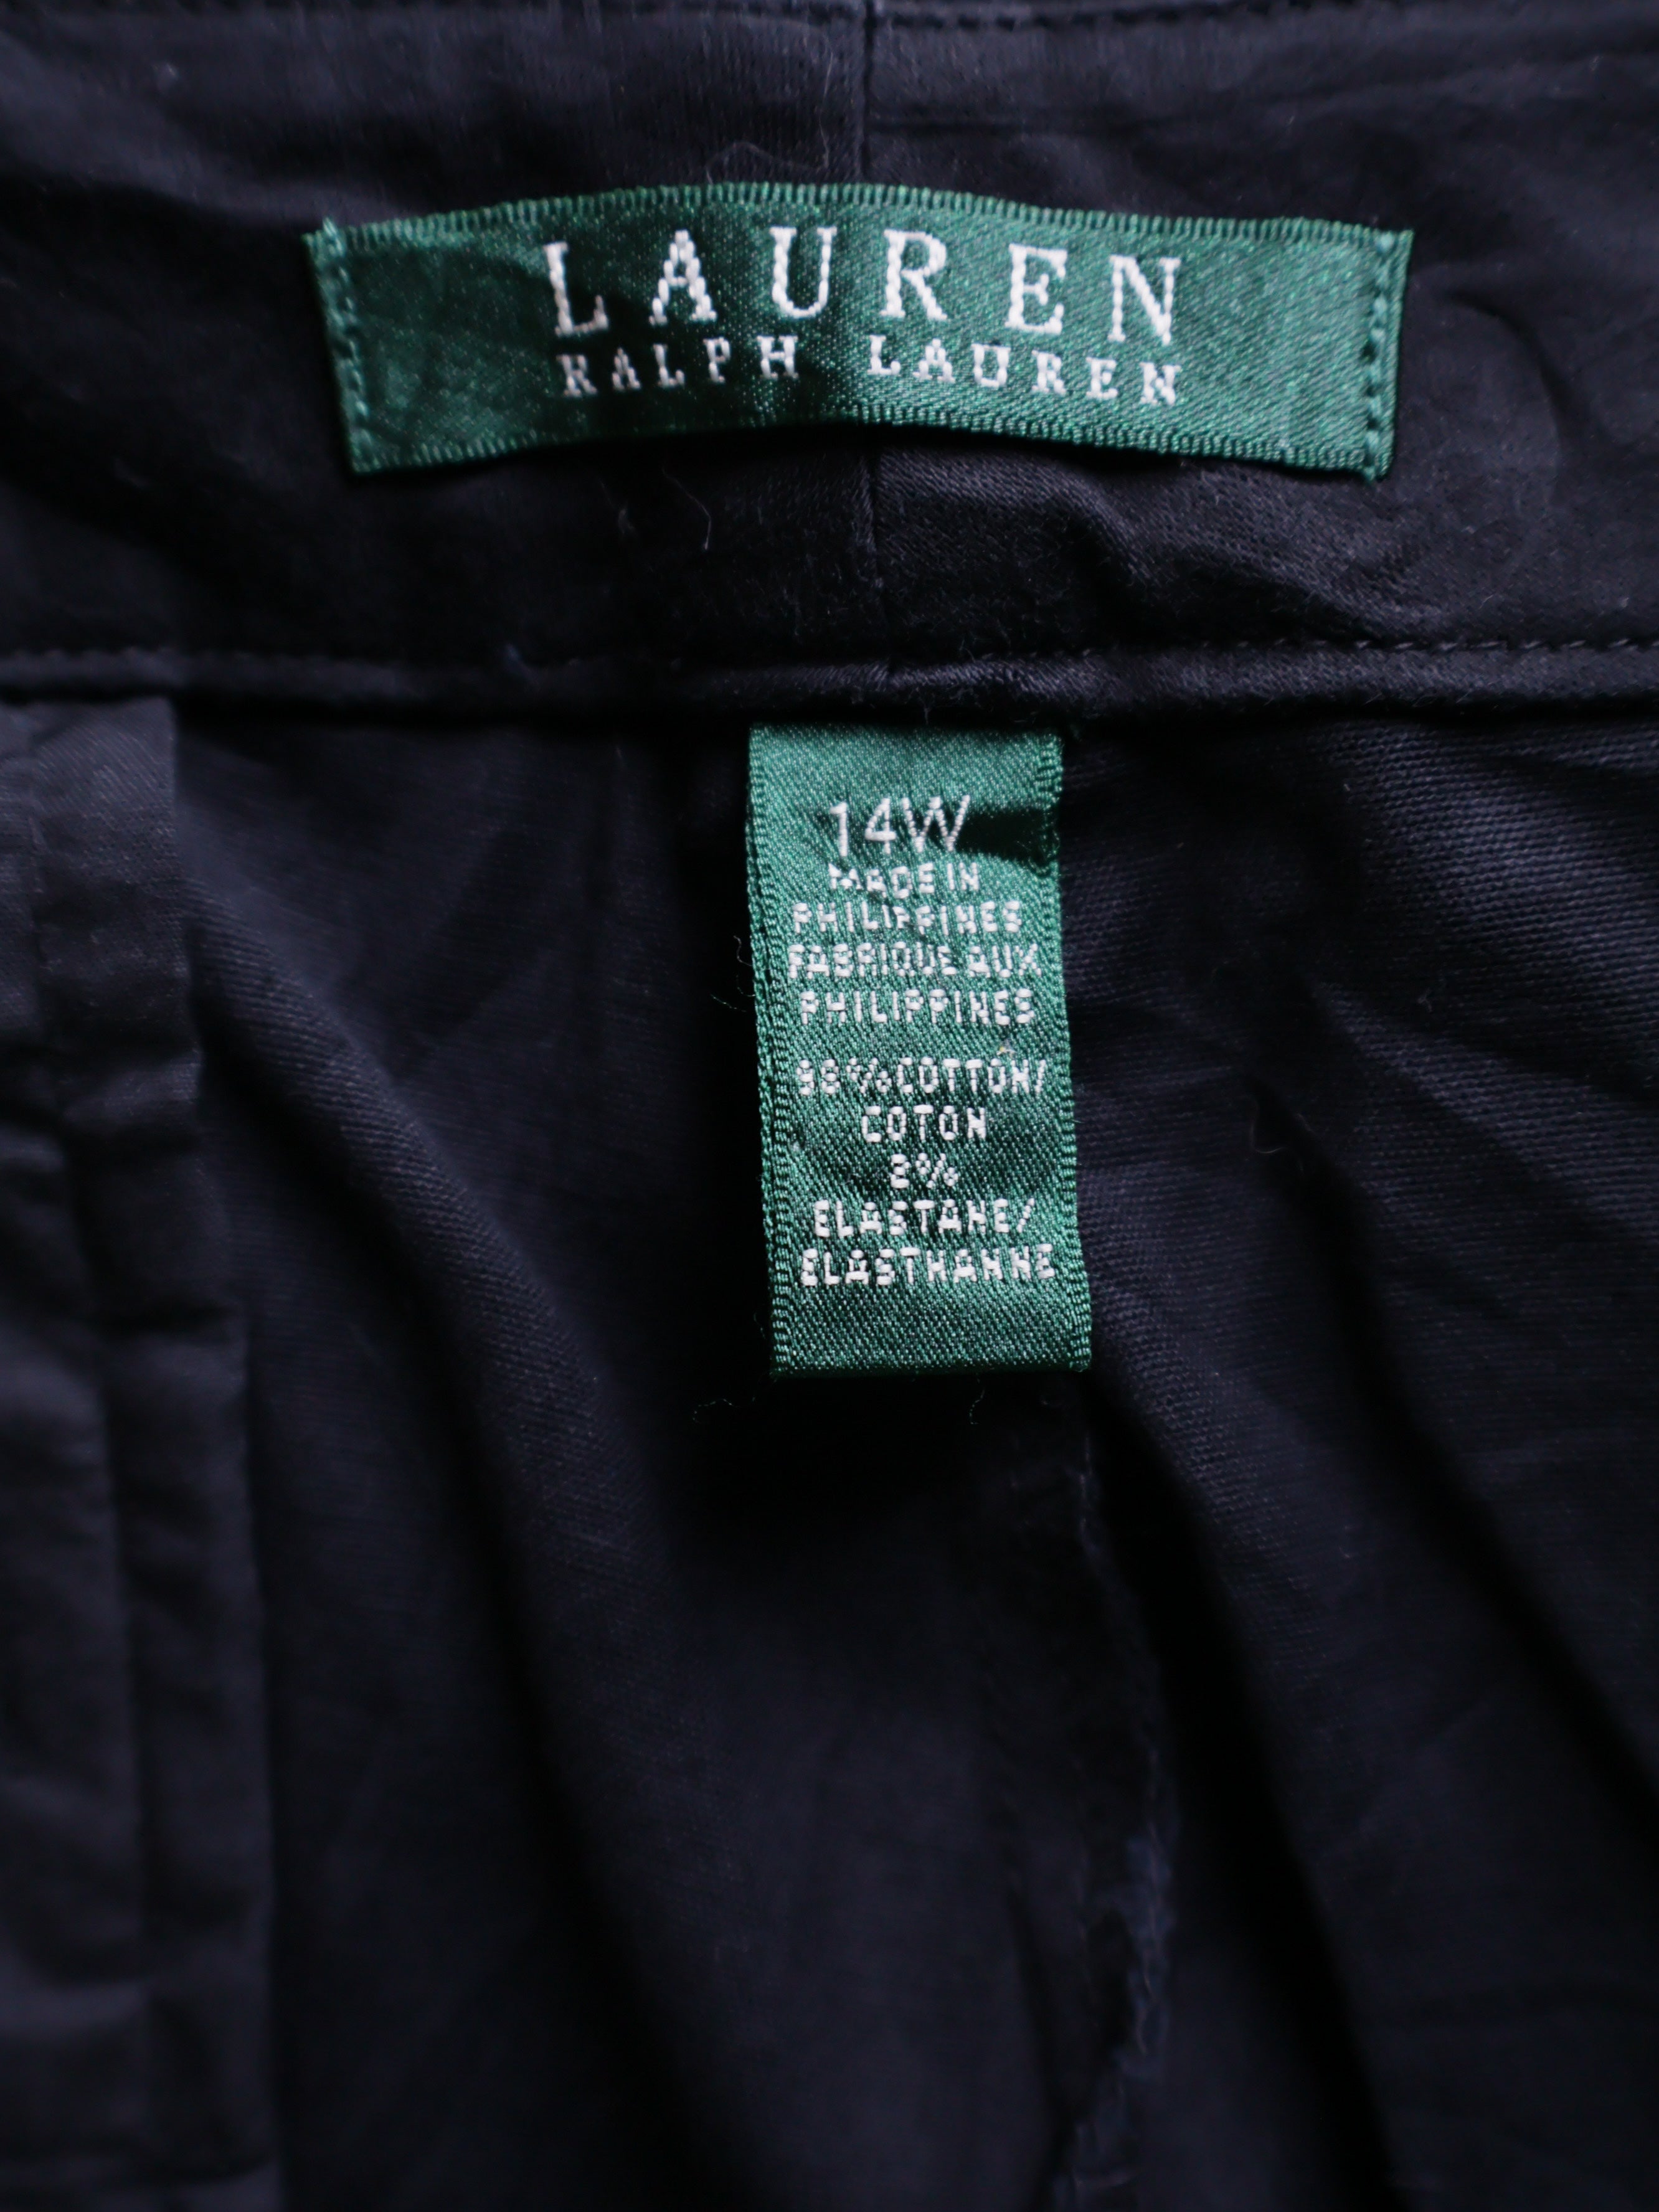 LAUREN
RALPH LAUREN
14W
MADE IN
PHILIPPINES
FABRIQUE AUX
PHILIPPINES
98% COTTON/
COTON
2%
ELASTANE/
ELASTHANNE